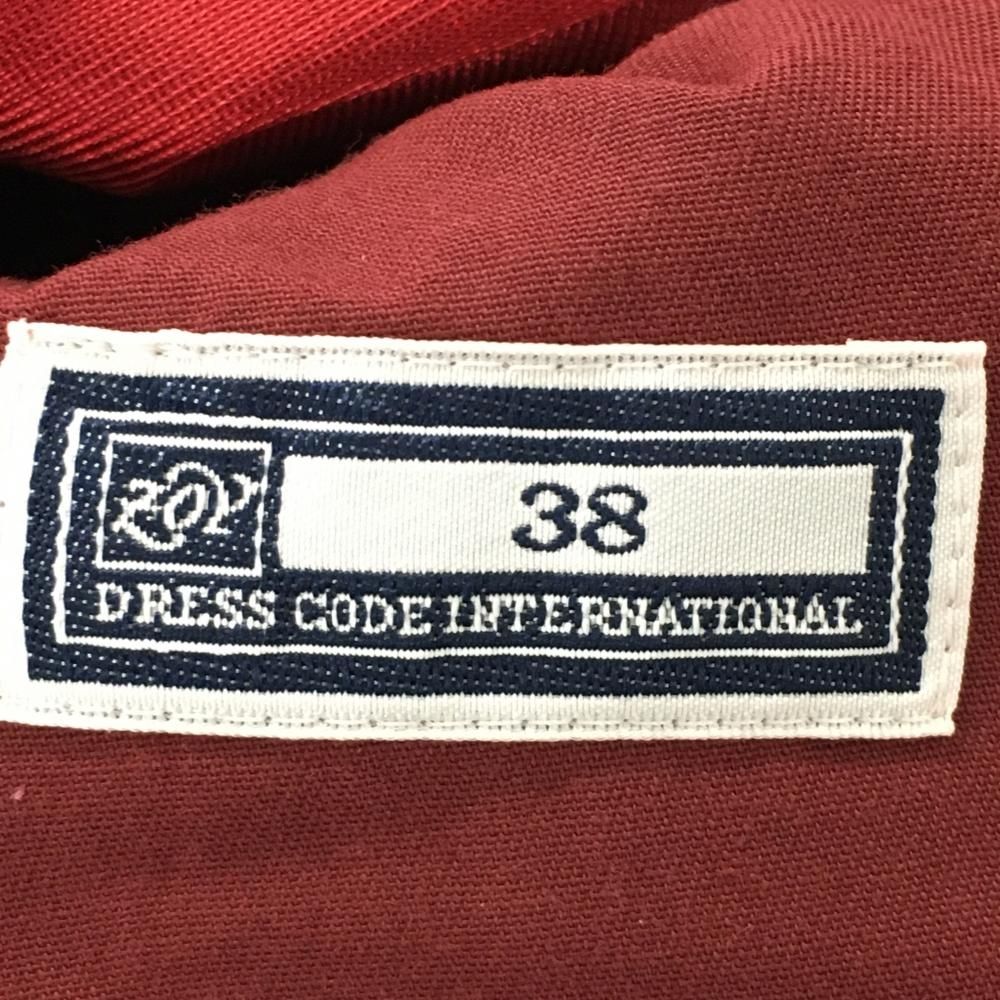 38
DRESS CODE INTERNATIONAL